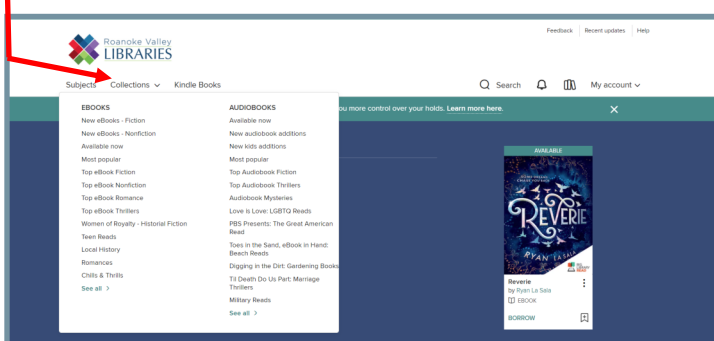 Feedback Recent updates Help
Roanoke Valley
LIBRARIES
Subjects Collections Kindle Books Search My account
you more control over your holds. Learn more here.
EBOOKS
New eBooks - Fiction
New eBooks - Nonfiction
Available now
Most popular
Top eBook Fiction
Top eBook Nonfiction
Top eBook Romance
Top eBook Thrillers
Women of Royalty - Historial Fiction
Teen Reads
Local History
Romances
Chills & Thrills
See all >
AUDIOBOOKS
Available now
New audiobook additions
New kids additions
Most popular
Top Audiobook Fiction
Top Audiobook Thrillers
Audiobook Mysteries
Love is Love: LGBTQ Reads
PBS Presents: The Great American
Read
Toes in the Sand, eBook in Hand:
Beach Reads
Digging in the Dirt: Gardening Books
Til Death Do Us Part: Marriage
Thrillers
Military Reads
See all >
AVAILABLE
REVERIE
RYAN LA SALA
Reverie
by Ryan La Sala
EBOOK
BORROW